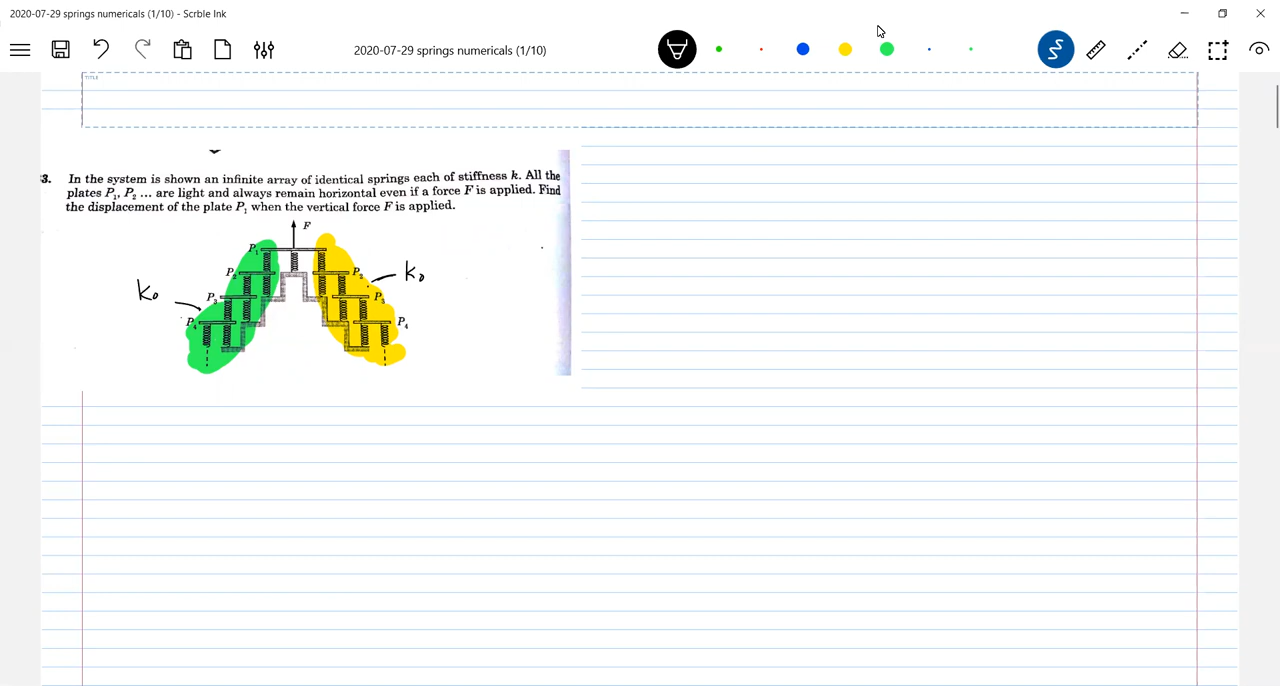 2020-07-29 springs numericals (1/10) - Scrble Ink
2020-07-29 springs numericals (1/10)
TITLE
3. In the system is shown an infinite array of identical springs each of stiffness k. All the
plates P₁, P₂ ... are light and always remain horizontal even if a force F is applied. Find
the displacement of the plate P₁ when the vertical force F is applied.
F
P₁
P₂ P₂ k₀
k₀ P₃ P₃
P₄ P₄